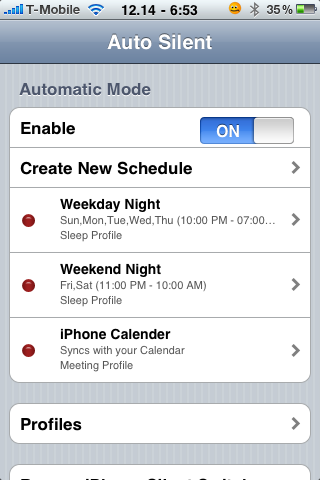 T-Mobile 12.14 - 6:53 35%
Auto Silent
Automatic Mode
Enable
ON
Create New Schedule
Weekday Night
Sun,Mon,Tue,Wed,Thu (10:00 PM - 07:00...
Sleep Profile
Weekend Night
Fri,Sat (11:00 PM - 10:00 AM)
Sleep Profile
iPhone Calender
Syncs with your Calendar
Meeting Profile
Profiles